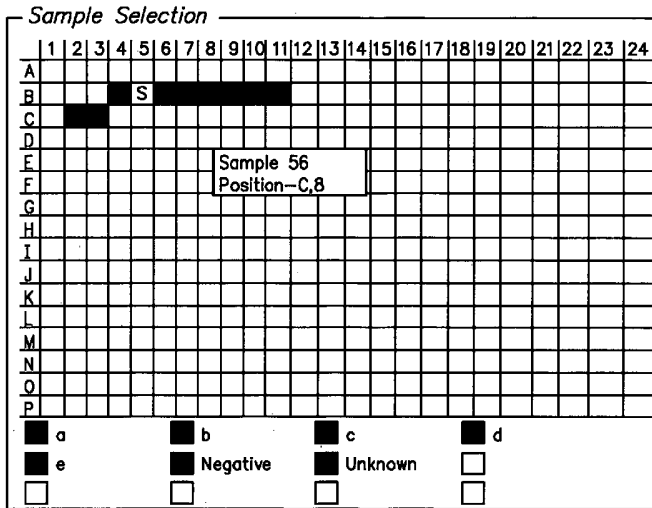 Sample Selection
1 2 3 4 5 6 7 8 9 10 11 12 13 14 15 16 17 18 19 20 21 22 23 24
A
B S
C
D
E Sample 56
F Position-C,8
G
H
I
J
K
L
M
N
O
P
a b c d
e Negative Unknown